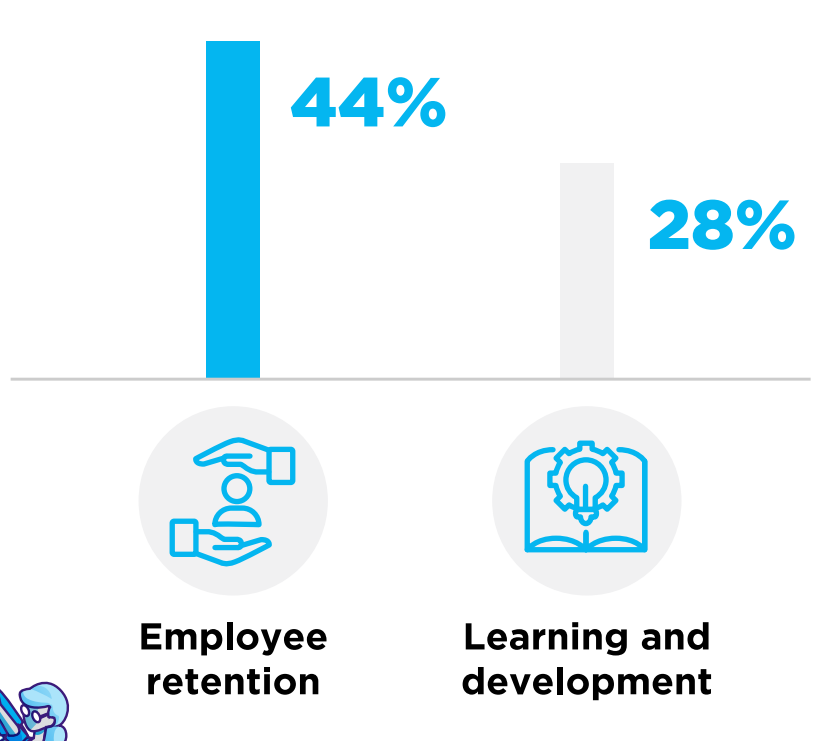 44%
28%
Employee
retention
Learning and
development